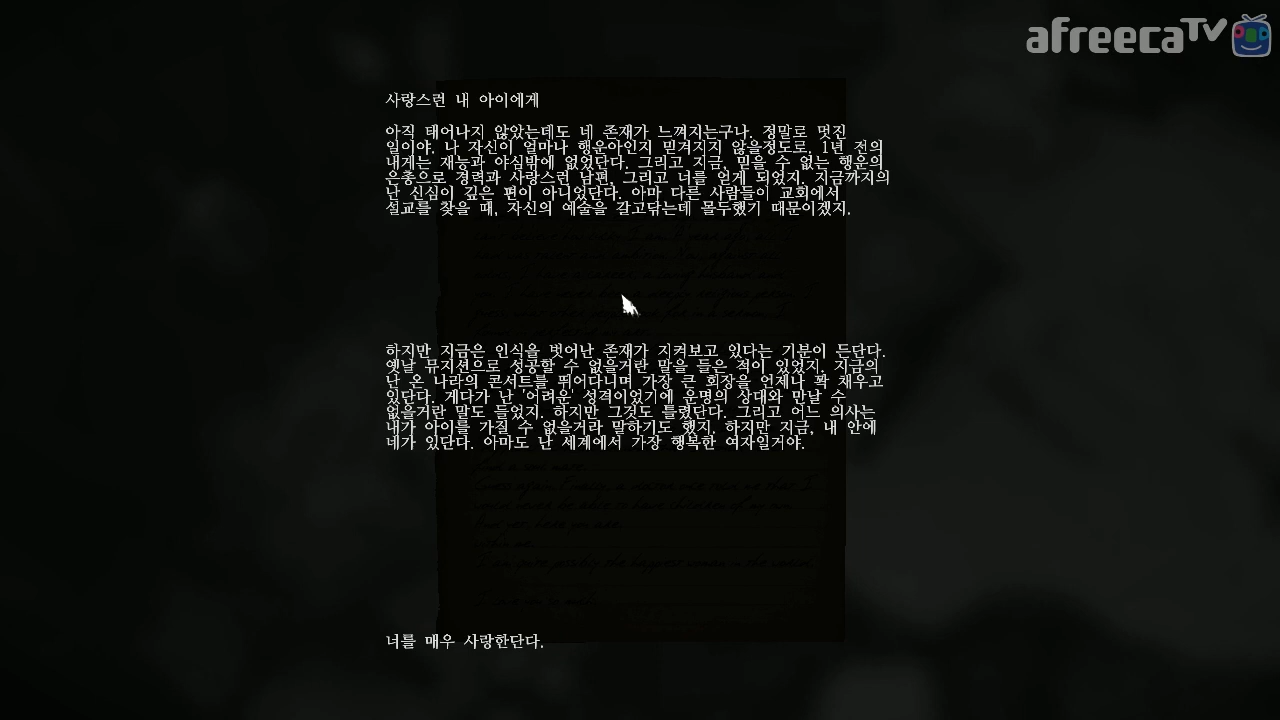 afreecaTV
사랑스런 내 아이에게
아직 태어나지 않았는데도 네 존재가 느껴지는구나. 정말로 멋진
일이야. 나 자신이 얼마나 행운아인지 믿겨지지 않을정도로. 1년 전의
내게는 재능과 야심밖에 없었단다. 그리고 지금, 믿을 수 없는 행운의
은총으로 경력과 사랑스런 남편, 그리고 너를 얻게 되었지. 지금까지의
난 신심이 깊은 편이 아니었단다. 아마 다른 사람들이 교회에서
설교를 찾을 때, 자신의 예술을 갈고닦는데 몰두했기 때문이겠지.
하지만 지금은 인식을 벗어난 존재가 지켜보고 있다는 기분이 든단다.
옛날 뮤지션으로 성공할 수 없을거란 말을 들은 적이 있었지. 지금의
난 온 나라의 콘서트를 뛰어다니며 가장 큰 회장을 언제나 꽉 채우고
있단다. 게다가 난 '어려운' 성격이었기에 운명의 상대와 만날 수
없을거란 말도 들었지. 하지만 그것도 틀렸단다. 그리고 어느 의사는
내가 아이를 가질 수 없을거라 말하기도 했지. 하지만 지금, 내 안에
네가 있단다. 아마도 난 세계에서 가장 행복한 여자일거야.
I am quite possibly the happiest woman in the world.
너를 매우 사랑한단다.